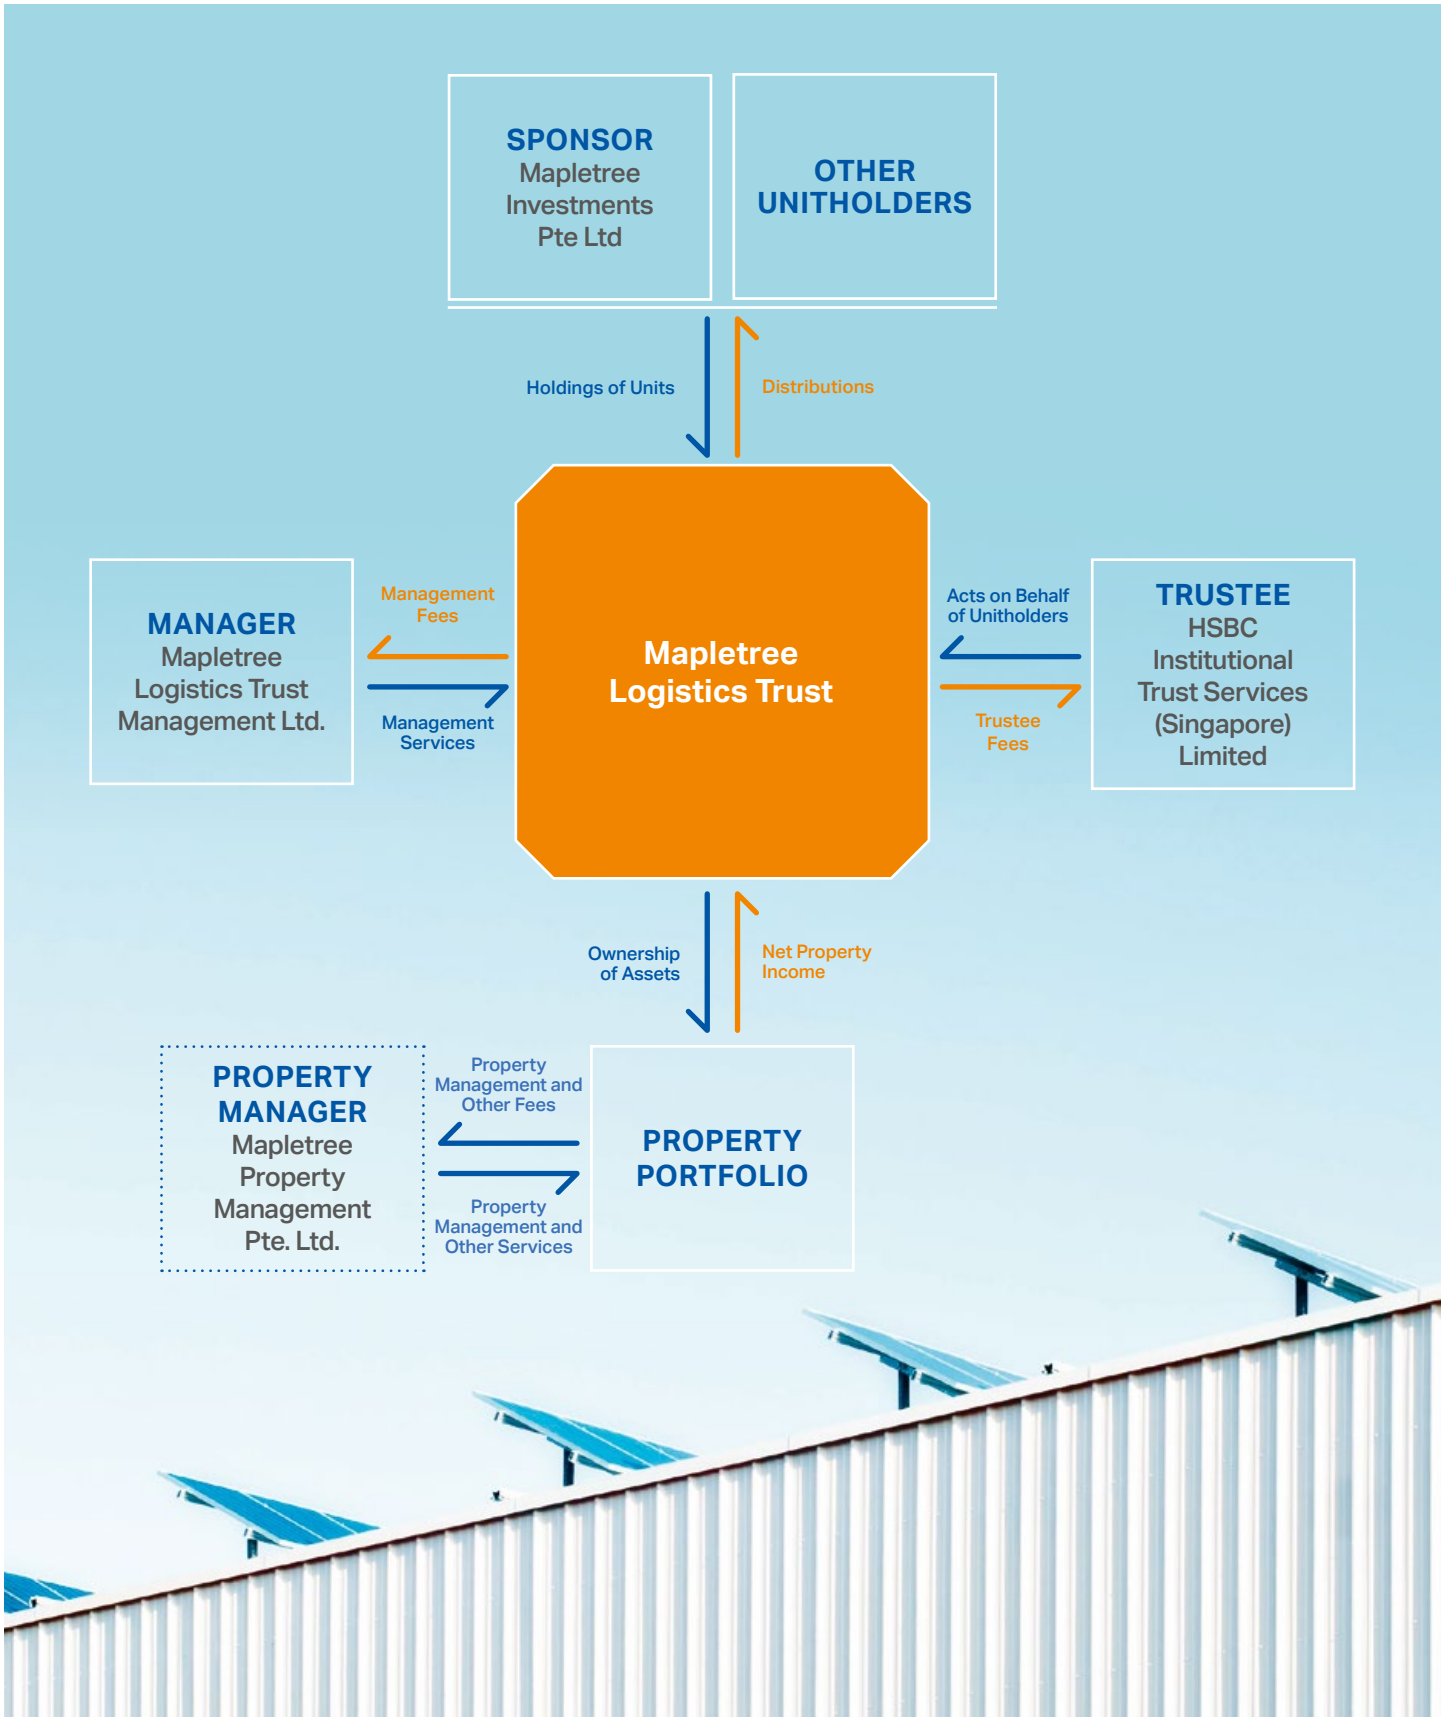 SPONSOR
Mapletree
Investments
Pte Ltd
OTHER
UNITHOLDERS
Holdings of Units
Distributions
MANAGER
Mapletree
Logistics Trust
Management Ltd.
Management
Fees
Management
Services
Mapletree
Logistics Trust
Acts on Behalf
of Unitholders
Trustee
Fees
TRUSTEE
HSBC
Institutional
Trust Services
(Singapore)
Limited
Ownership
of Assets
Net Property
Income
PROPERTY
MANAGER
Mapletree
Property
Management
Pte. Ltd.
Property
Management and
Other Fees
Property
Management and
Other Services
PROPERTY
PORTFOLIO